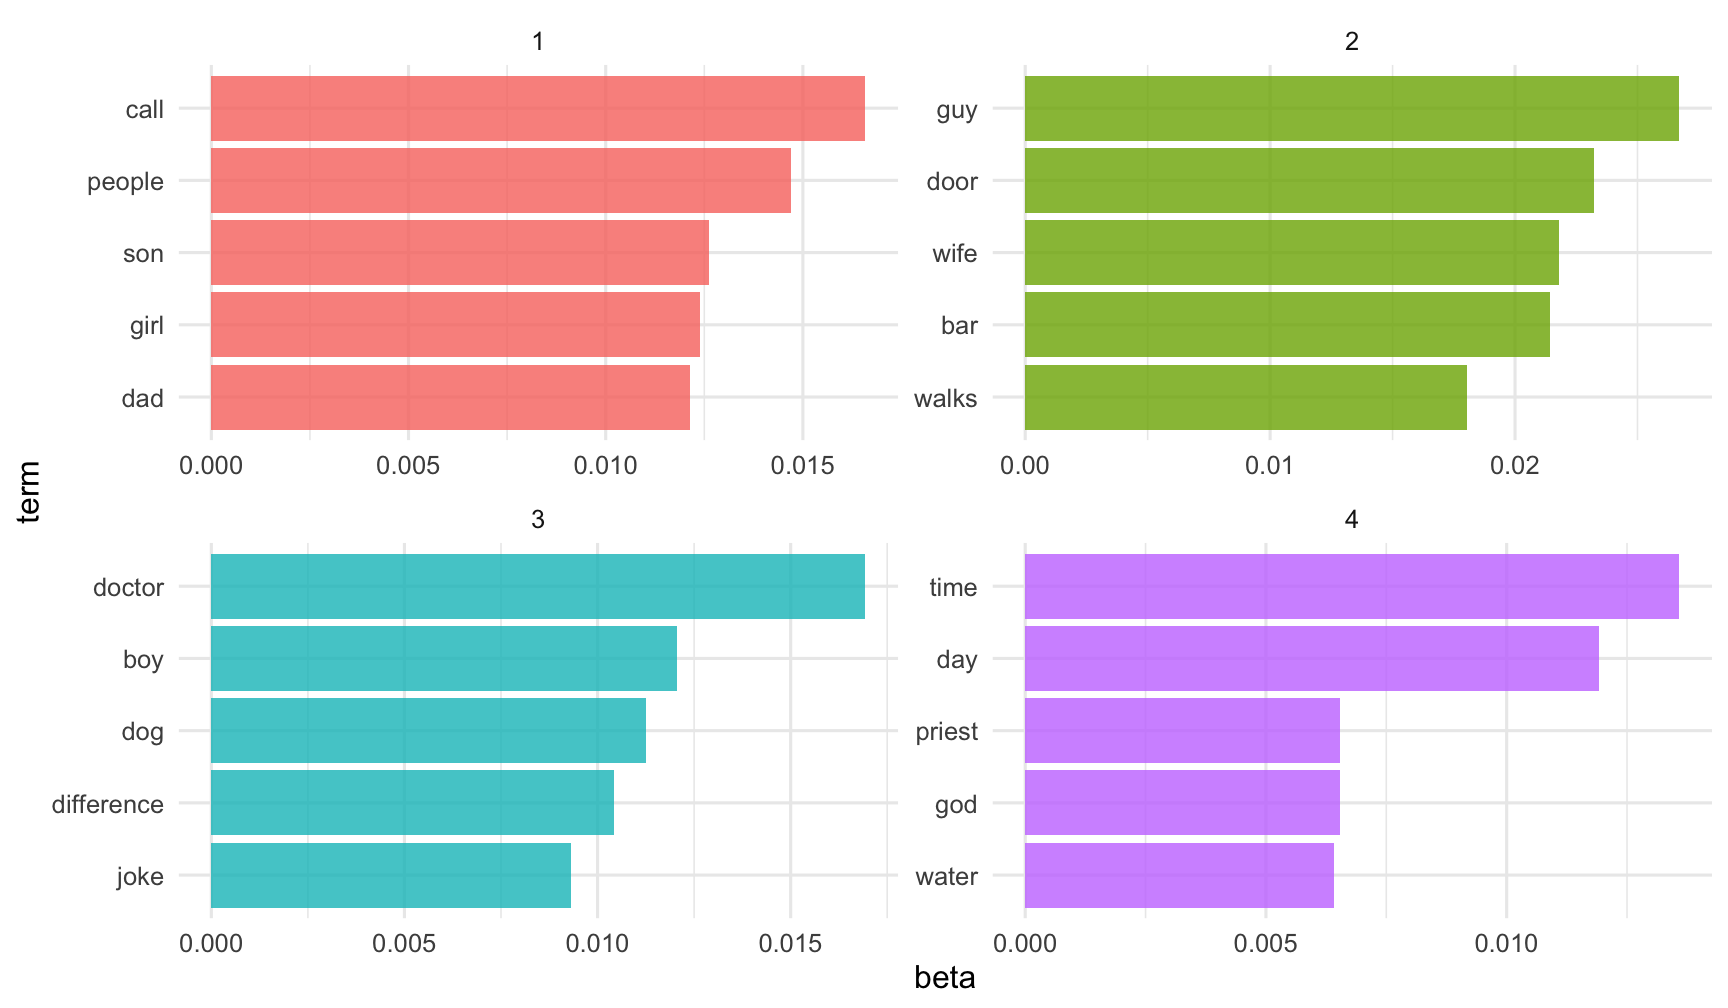 1
call
people
son
girl
dad
0.000 0.005 0.010 0.015
2
guy
door
wife
bar
walks
0.00 0.01 0.02
term
3
doctor
boy
dog
difference
joke
0.000 0.005 0.010 0.015
4
time
day
priest
god
water
0.000 0.005 0.010
beta